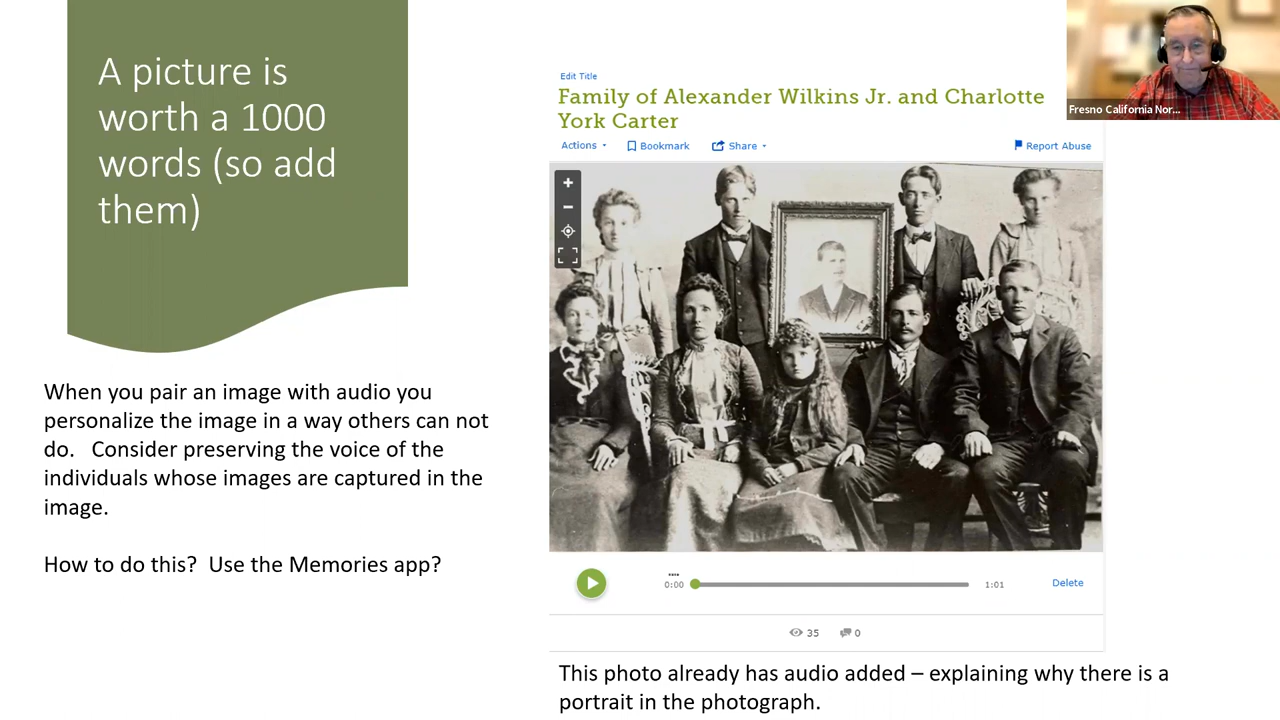 A picture is
worth a 1000
words (so add
them)
When you pair an image with audio you
personalize the image in a way others can not
do.   Consider preserving the voice of the
individuals whose images are captured in the
image.
How to do this?  Use the Memories app?
Edit Title
Family of Alexander Wilkins Jr. and Charlotte
York Carter
Actions
Bookmark
Share
Report Abuse
0:00
1:01
Delete
35
0
This photo already has audio added – explaining why there is a
portrait in the photograph.
Fresno California Nor...